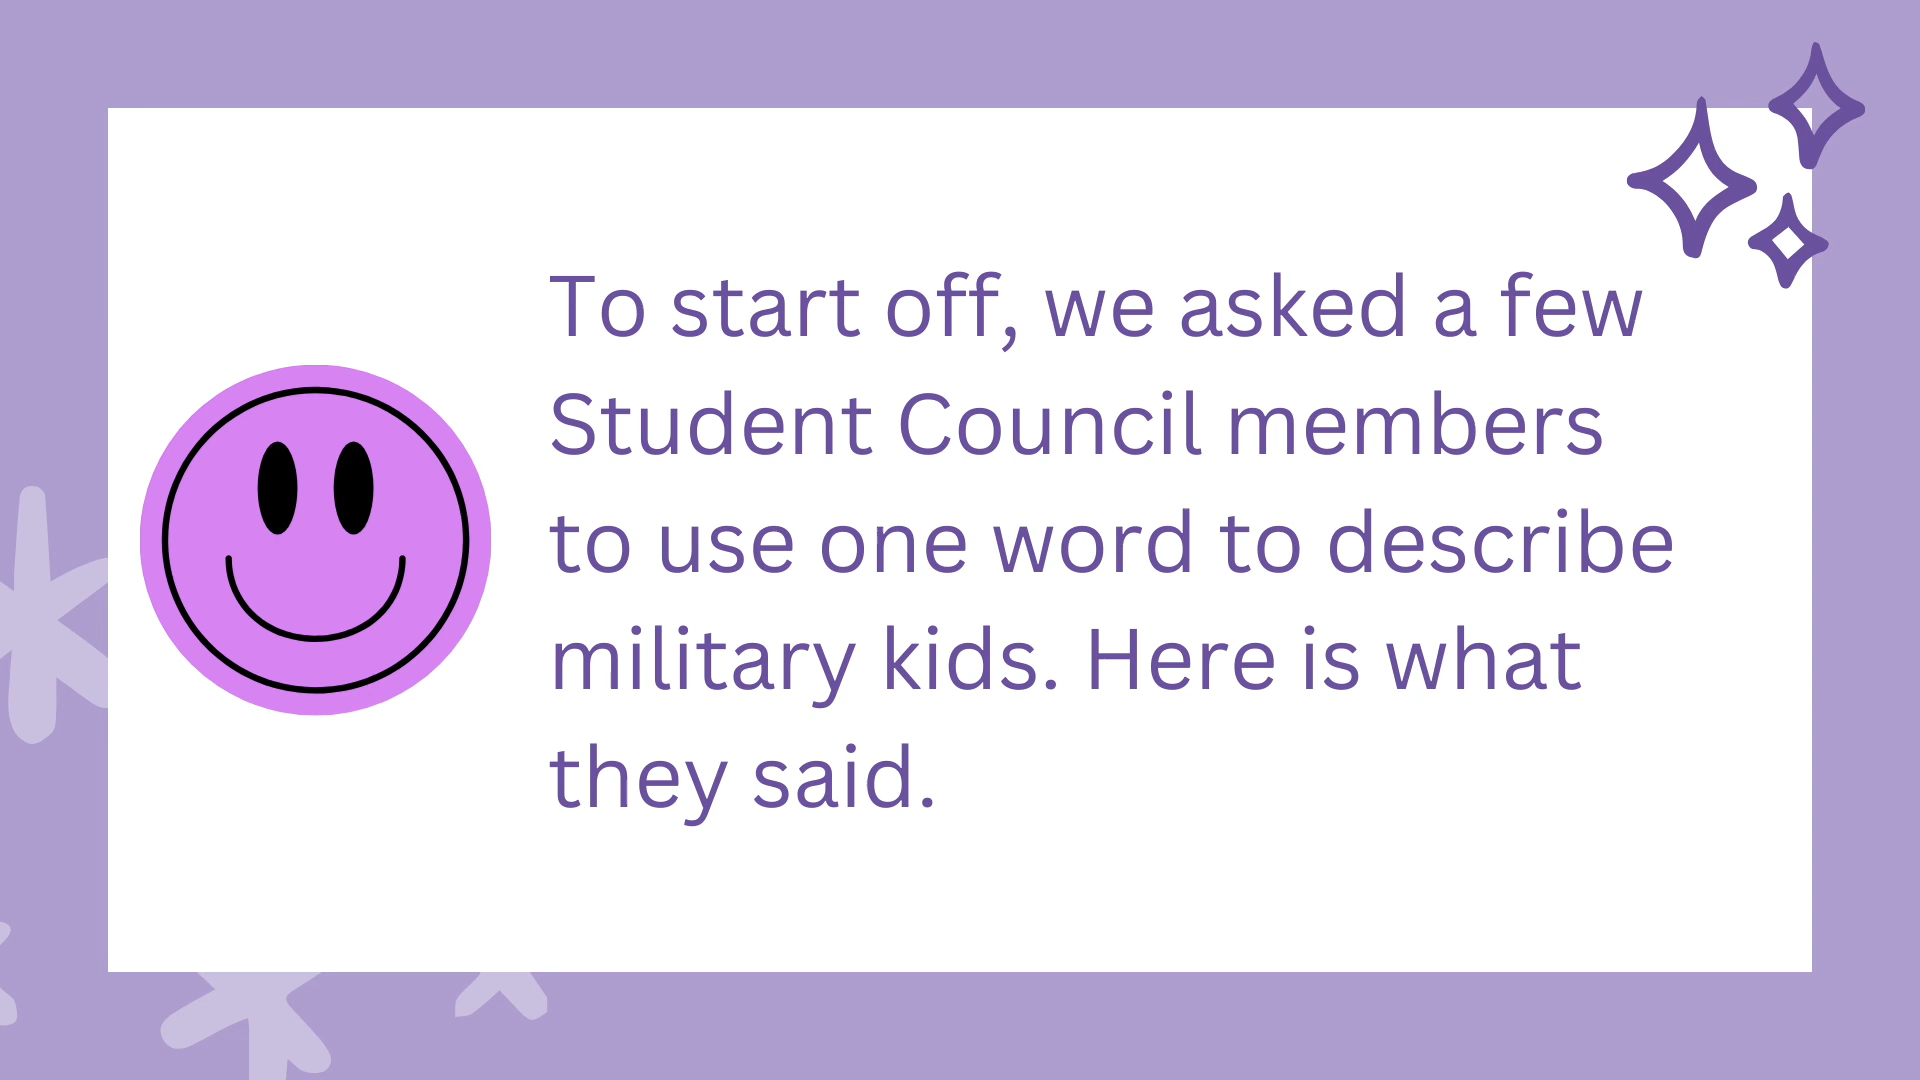 To start off, we asked a few
Student Council members
to use one word to describe
military kids. Here is what
they said.